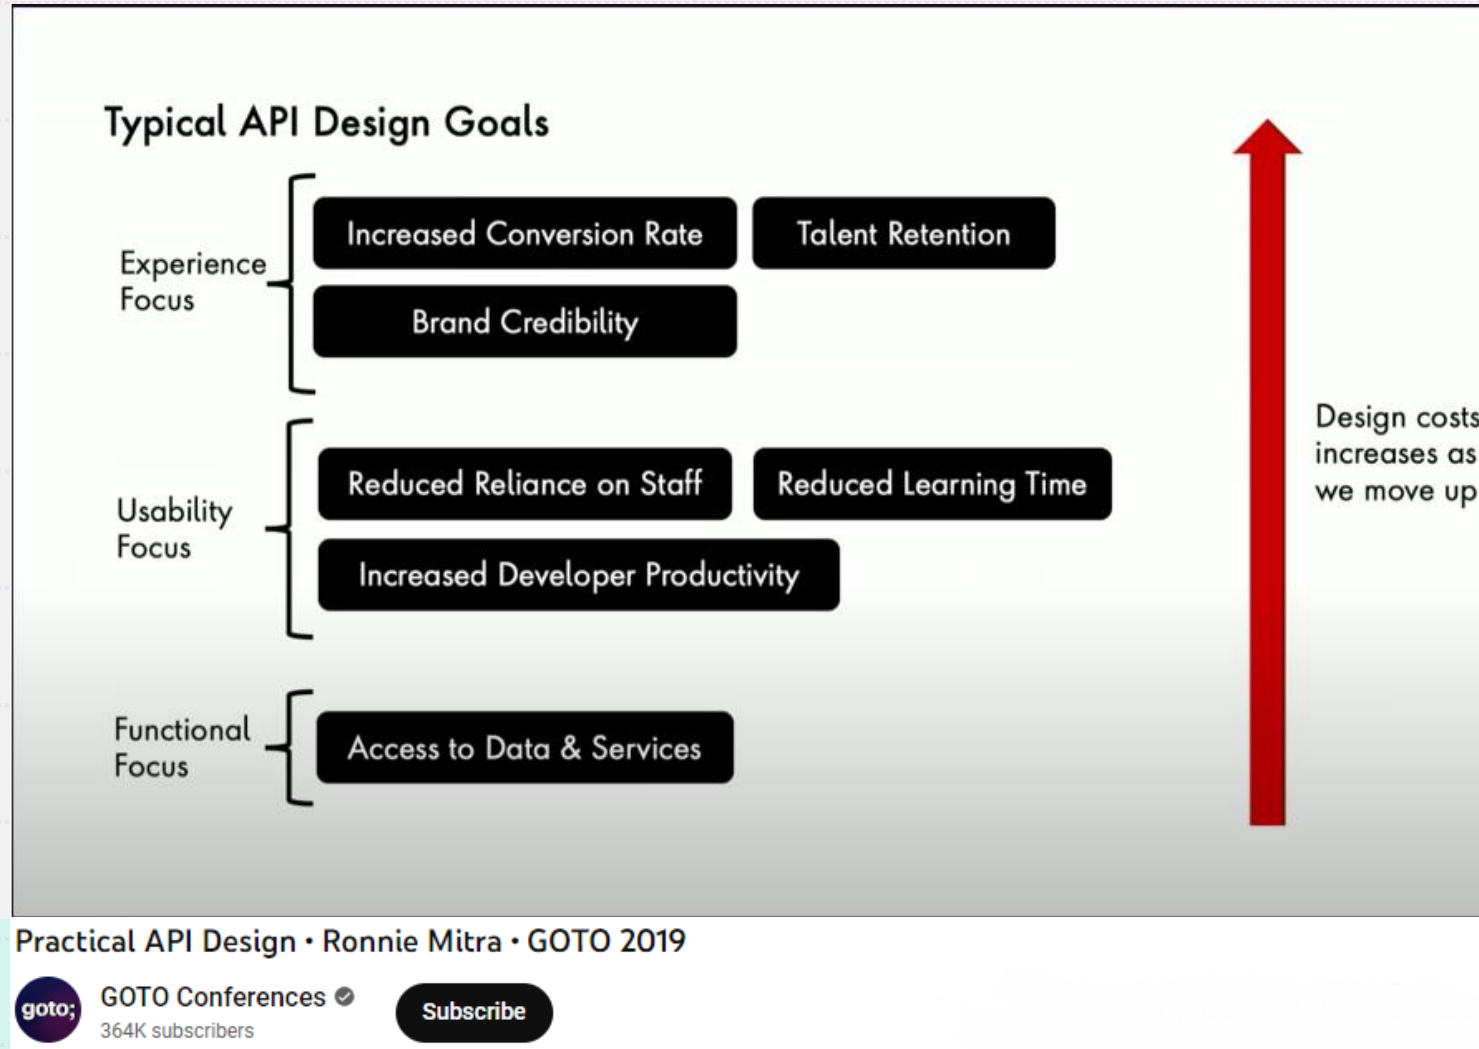 Typical API Design Goals
Experience
Focus
Increased Conversion Rate
Talent Retention
Brand Credibility
Usability
Focus
Reduced Reliance on Staff
Reduced Learning Time
Increased Developer Productivity
Functional
Focus
Access to Data & Services
Design costs
increases as
we move up
Practical API Design • Ronnie Mitra • GOTO 2019
goto;
GOTO Conferences
364K subscribers
Subscribe